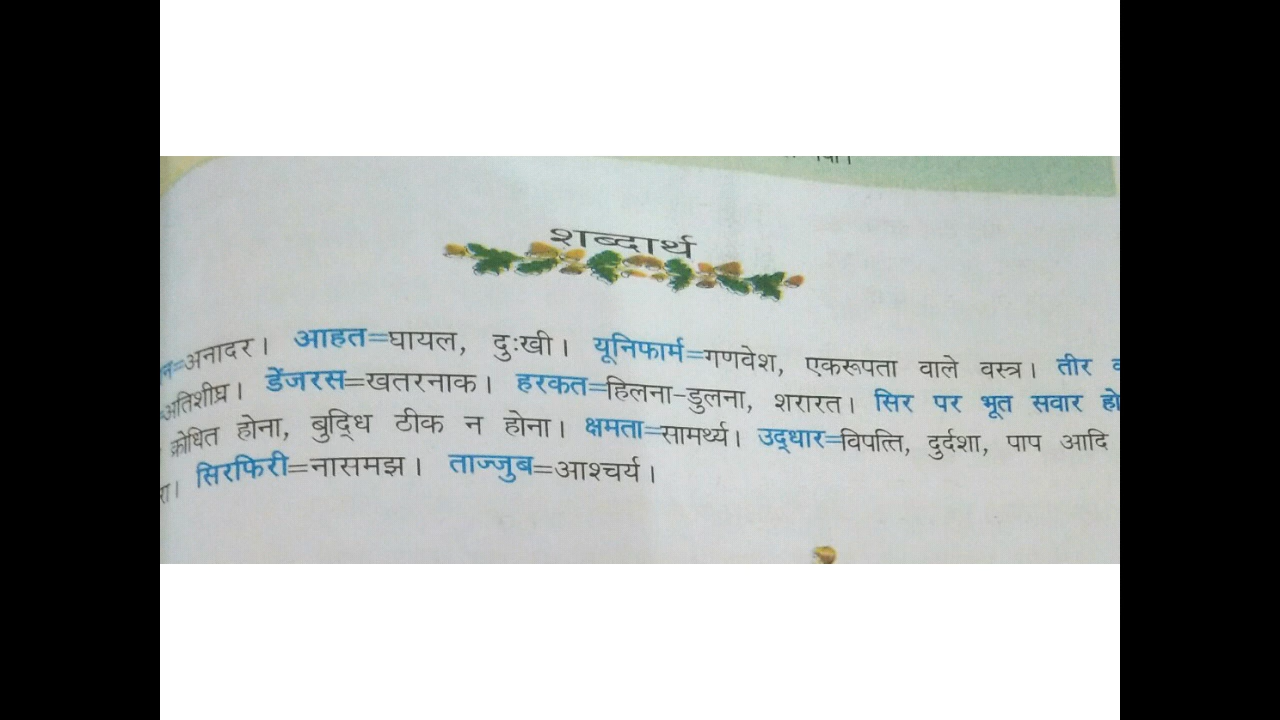 शब्दार्थ
=अनादर। आहत=घायल, दुःखी। यूनिफार्म=गणवेश, एकरूपता वाले वस्त्र। तीर
=अतिशीघ्र। डेंजरस=खतरनाक। हरकत=हिलना-डुलना, शरारत। सिर पर भूत सवार हो
क्रोधित होना, बुद्धि ठीक न होना। क्षमता=सामर्थ्य। उद्धार=विपत्ति, दुर्दशा, पाप आदि
सिरफिरी=नासमझ। ताज्जुब=आश्चर्य।